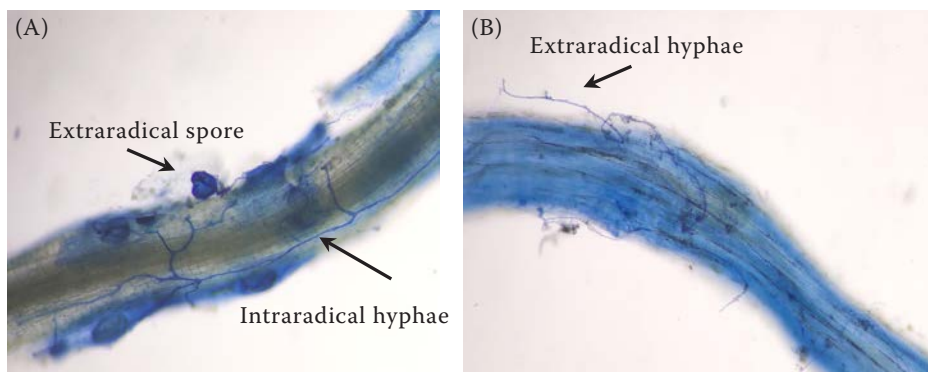 (A)
Extraradical spore
Intraradical hyphae
(B)
Extraradical hyphae